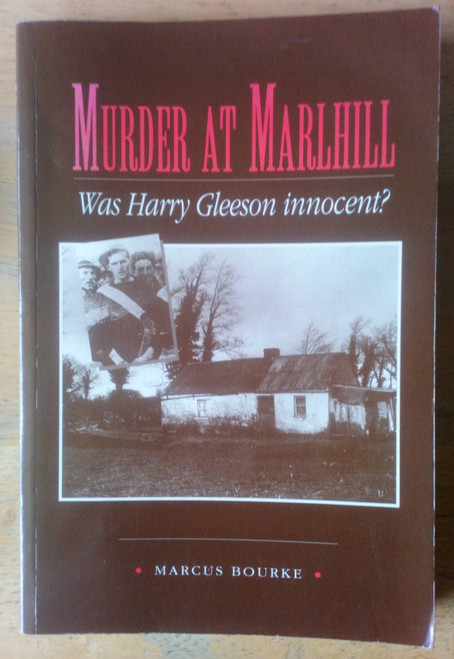 MURDER AT MARLHILL
Was Harry Gleeson innocent?
• MARCUS BOURKE •